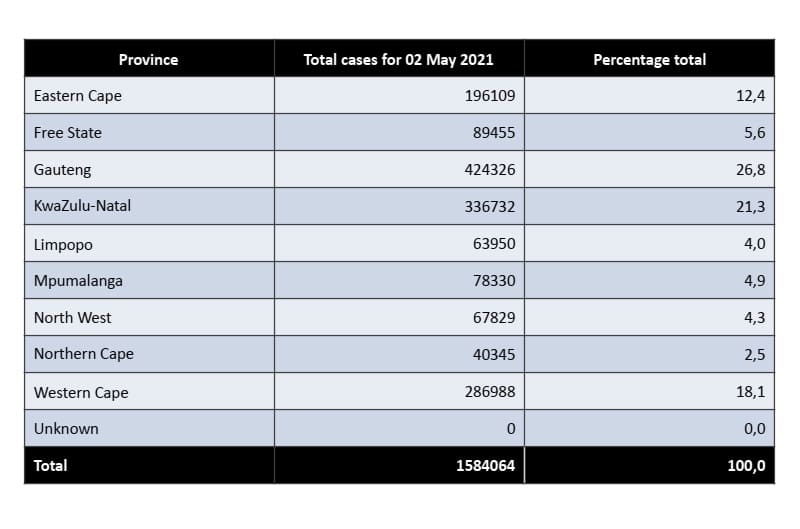 Province Total cases for 02 May 2021 Percentage total
Eastern Cape 196109 12,4
Free State 89455 5,6
Gauteng 424326 26,8
KwaZulu-Natal 336732 21,3
Limpopo 63950 4,0
Mpumalanga 78330 4,9
North West 67829 4,3
Northern Cape 40345 2,5
Western Cape 286988 18,1
Unknown 0 0,0
Total 1584064 100,0